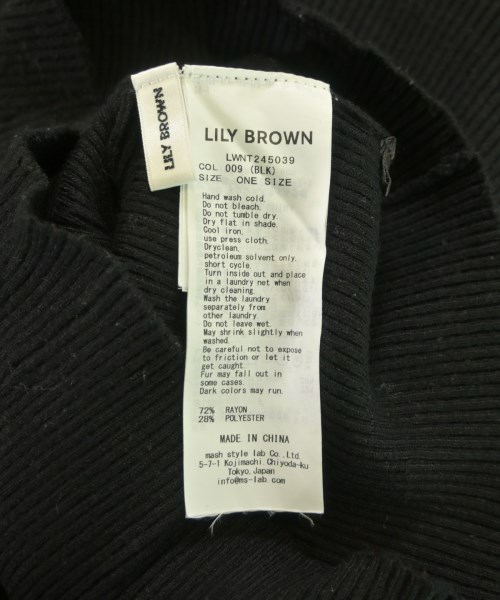 LILY BROWN
LILY BROWN
LWNT245039
COL 009 (BLK)
SIZE ONE SIZE
Hand wash cold.
Do not bleach.
Do not tumble dry.
Dry flat in shade.
Cool iron,
use press cloth.
Dryclean,
petroleum solvent only,
short cycle.
Turn inside out and place
in a laundry net when
dry cleaning.
Wash the laundry
separately from
other laundry.
Do not leave wet.
May shrink slightly when
washed.
Be careful not to expose
to friction or let it
get caught.
Fur may fall out in
some cases.
Dark colors may run.
72% RAYON
28% POLYESTER
MADE IN CHINA
mash style lab Co.,Ltd.
5-7-1 Kojimachi Chiyoda-ku
Tokyo,Japan
info@ms-lab.com